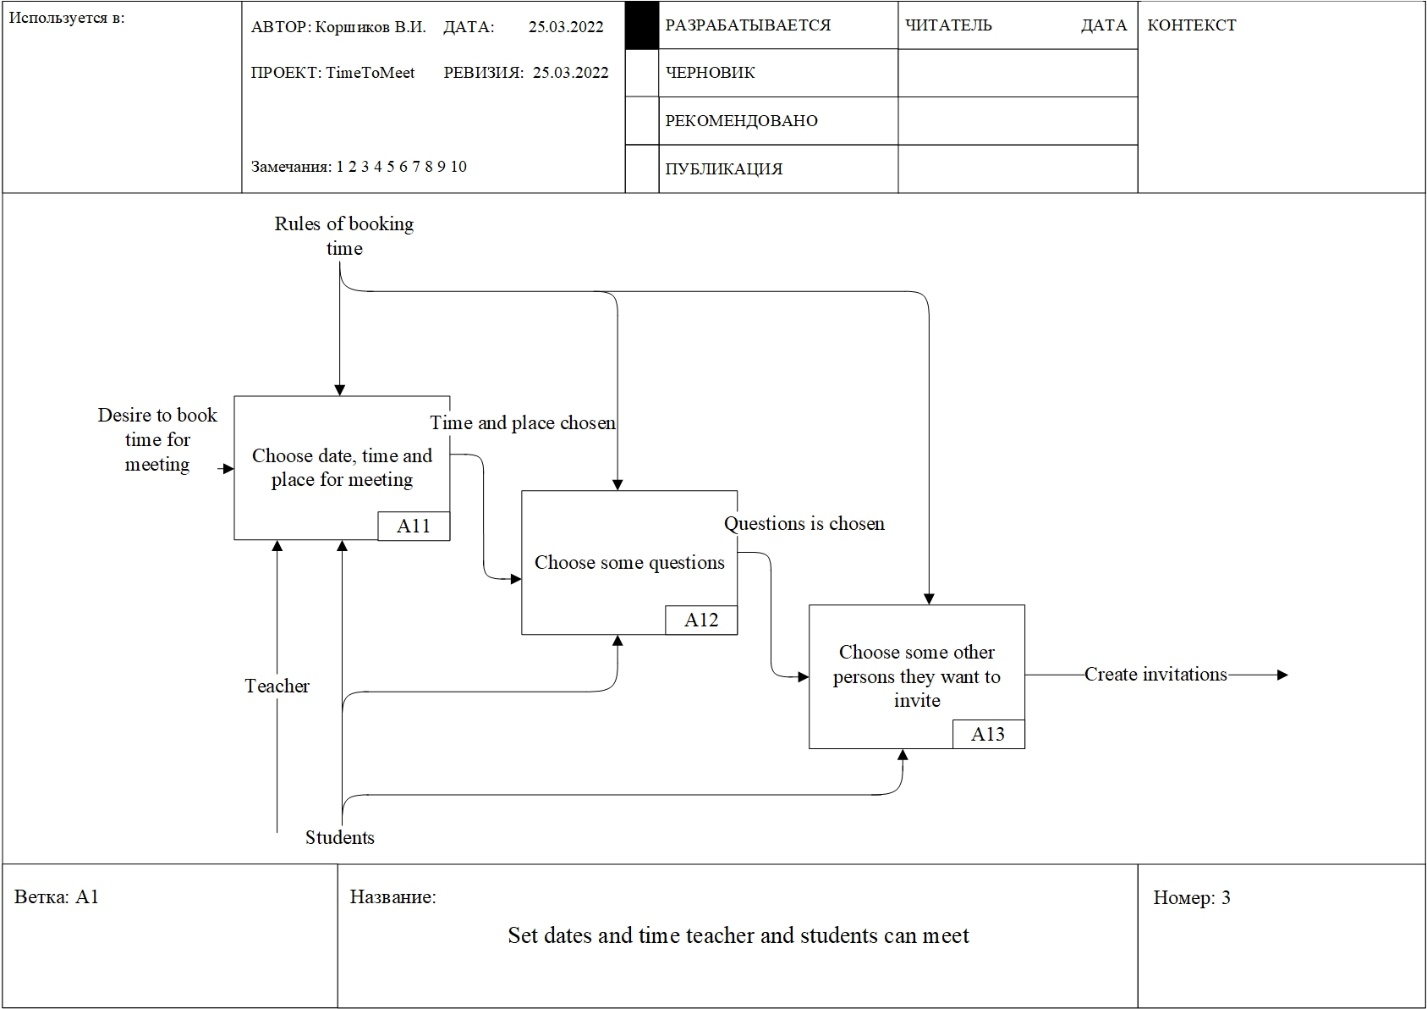 Используется в:
АВТОР: Коршиков В.И. ДАТА: 25.03.2022
ПРОЕКТ: TimeToMeet РЕВИЗИЯ: 25.03.2022
Замечания: 1 2 3 4 5 6 7 8 9 10
РАЗРАБАТЫВАЕТСЯ
ЧЕРНОВИК
РЕКОМЕНДОВАНО
ПУБЛИКАЦИЯ
ЧИТАТЕЛЬ ДАТА
КОНТЕКСТ
Rules of booking
time
Desire to book
time for
meeting
Choose date, time and
place for meeting
A11
Time and place chosen
Choose some questions
A12
Questions is chosen
Choose some other
persons they want to
invite
A13
Create invitations
Teacher
Students
Ветка: A1
Название:
Set dates and time teacher and students can meet
Номер: 3